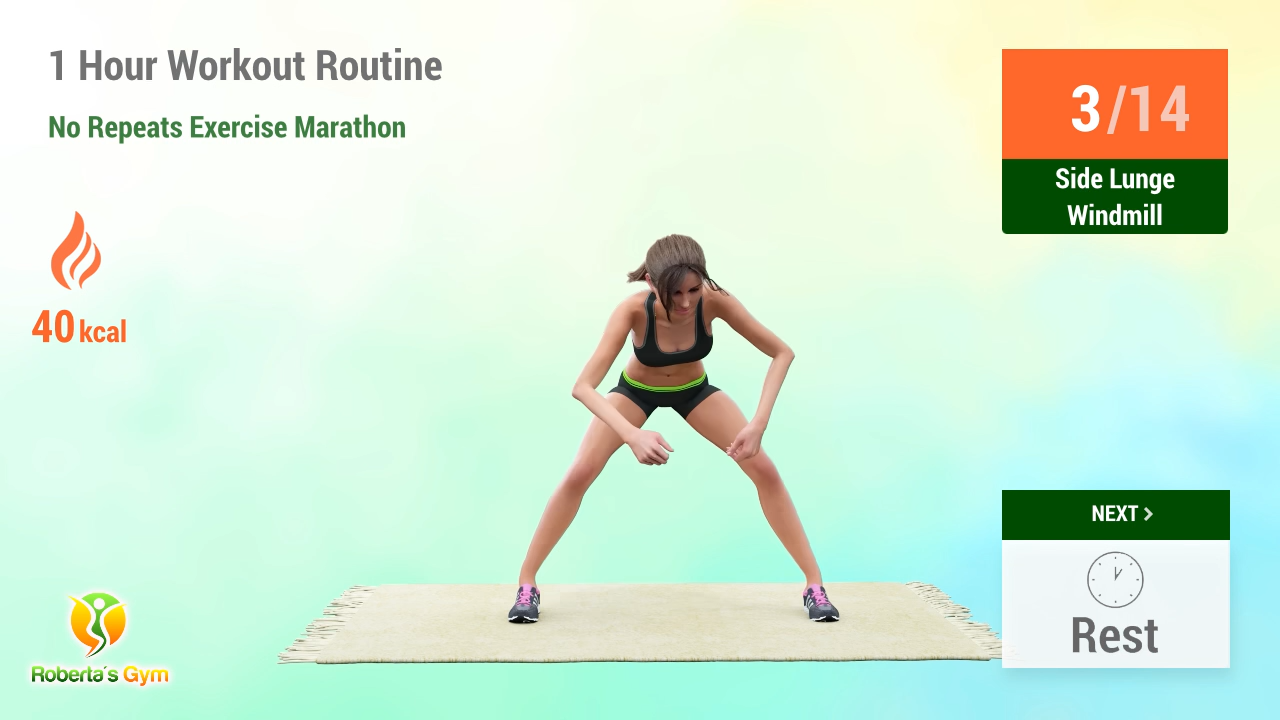 1 Hour Workout Routine
No Repeats Exercise Marathon
3/14
Side Lunge
Windmill
40 kcal
NEXT >
Rest
Roberta´s Gym